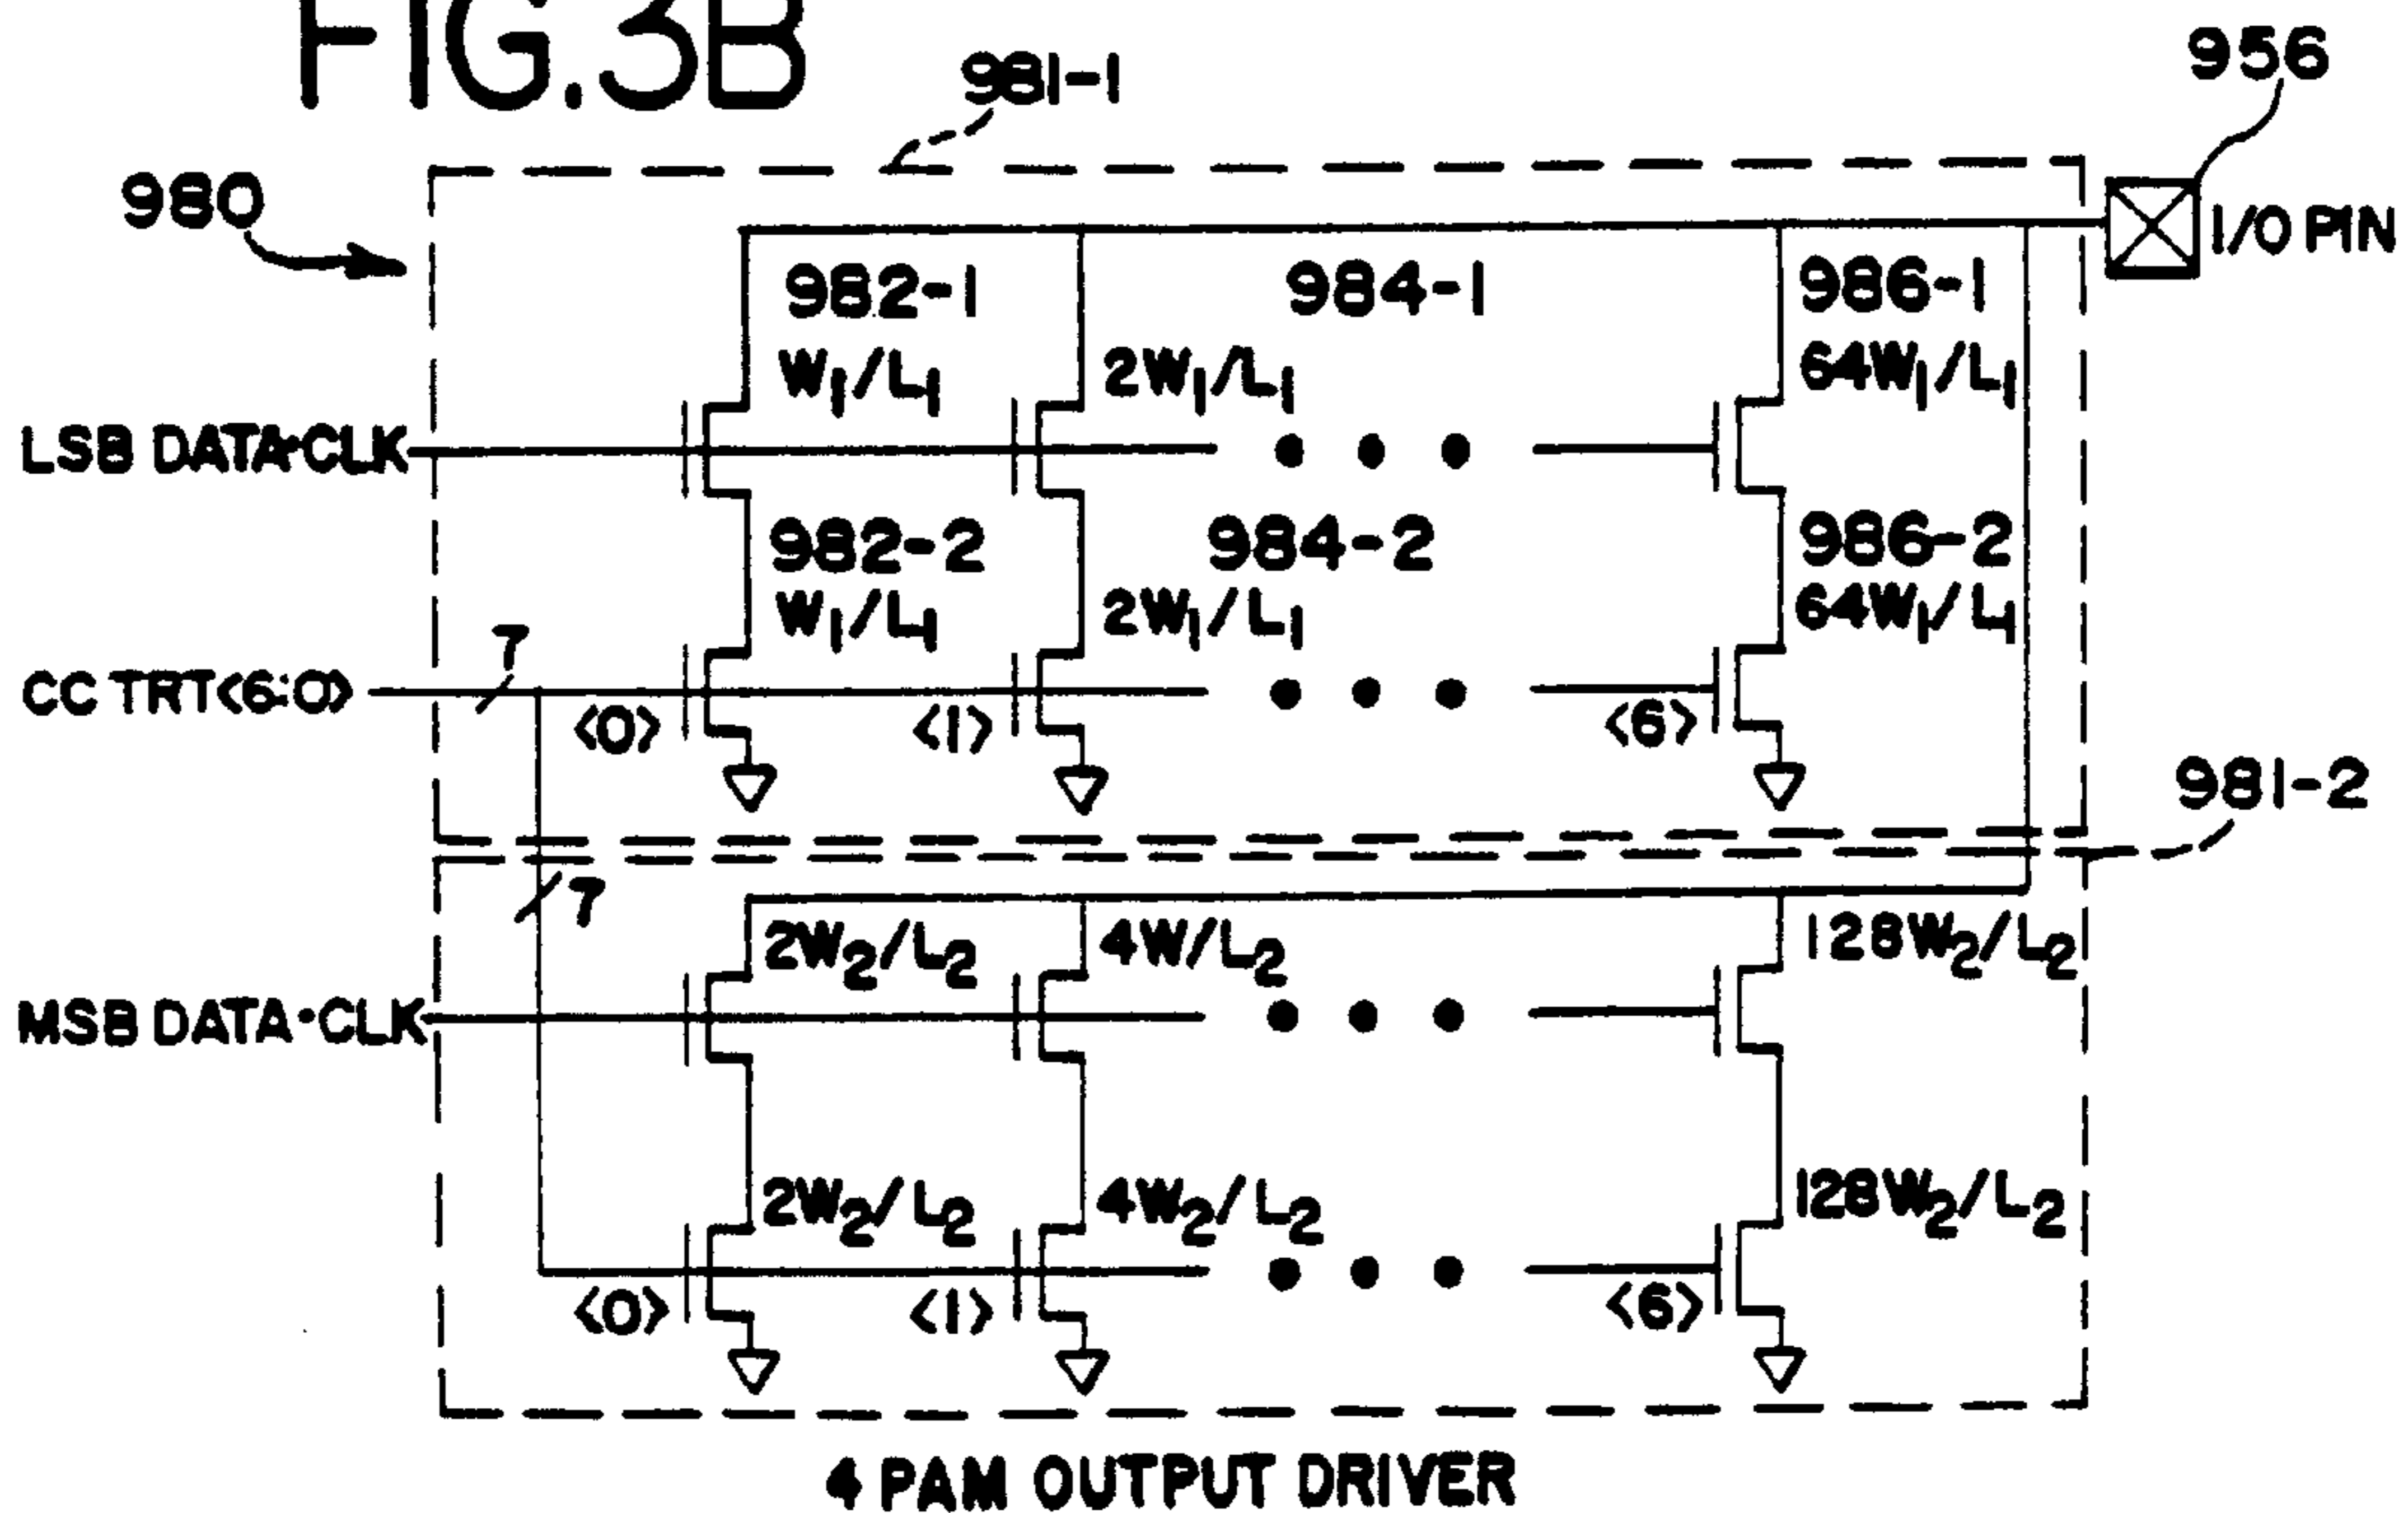 FIG.3B
981-1
956
980
I/O PIN
982-1
984-1
986-1
W1/L1
2W1/L1
64W1/L1
LSB DATA·CLK
982-2
984-2
986-2
W1/L1
2W1/L1
64W1/L1
7
CC TRT<6:0>
<0>
<1>
<6>
981-2
7
2W2/L2
4W/L2
128W2/L2
MSB DATA·CLK
2W2/L2
4W2/L2
128W2/L2
<0>
<1>
<6>
4 PAM OUTPUT DRIVER